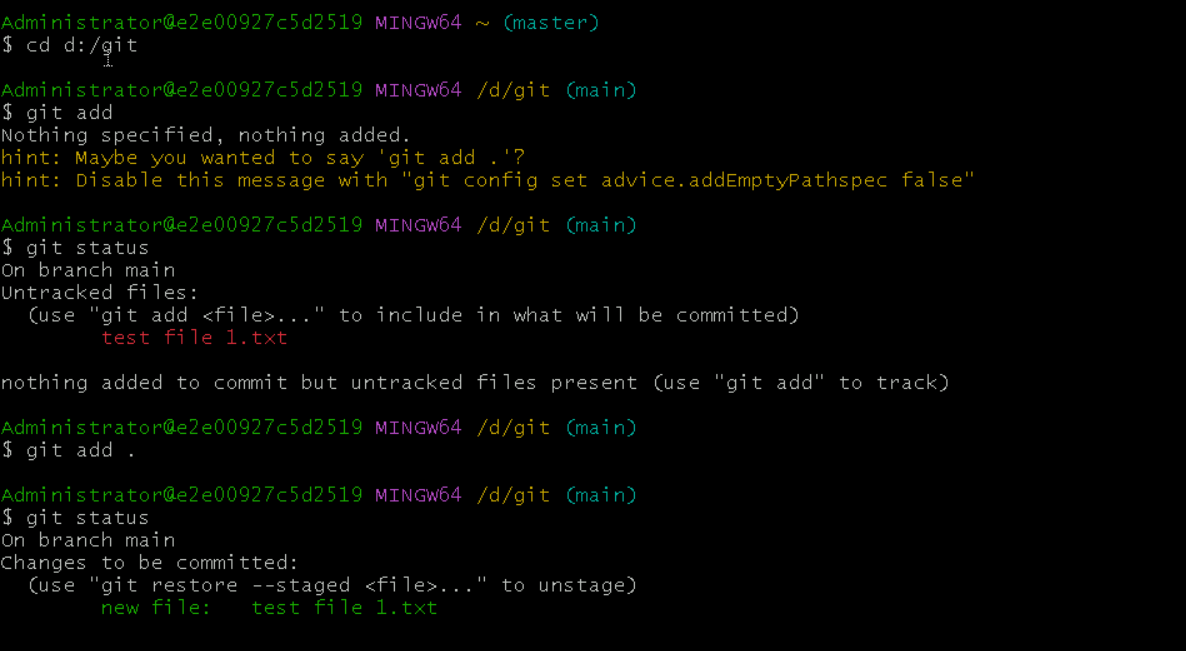 Administrator@e2e00927c5d2519 MINGW64 ~ (master)
$ cd d:/git
Administrator@e2e00927c5d2519 MINGW64 /d/git (main)
$ git add
Nothing specified, nothing added.
hint: Maybe you wanted to say 'git add .'?
hint: Disable this message with "git config set advice.addEmptyPathspec false"
Administrator@e2e00927c5d2519 MINGW64 /d/git (main)
$ git status
On branch main
Untracked files:
  (use "git add <file>..." to include in what will be committed)
        test file 1.txt
nothing added to commit but untracked files present (use "git add" to track)
Administrator@e2e00927c5d2519 MINGW64 /d/git (main)
$ git add .
Administrator@e2e00927c5d2519 MINGW64 /d/git (main)
$ git status
On branch main
Changes to be committed:
  (use "git restore --staged <file>..." to unstage)
        new file:   test file 1.txt